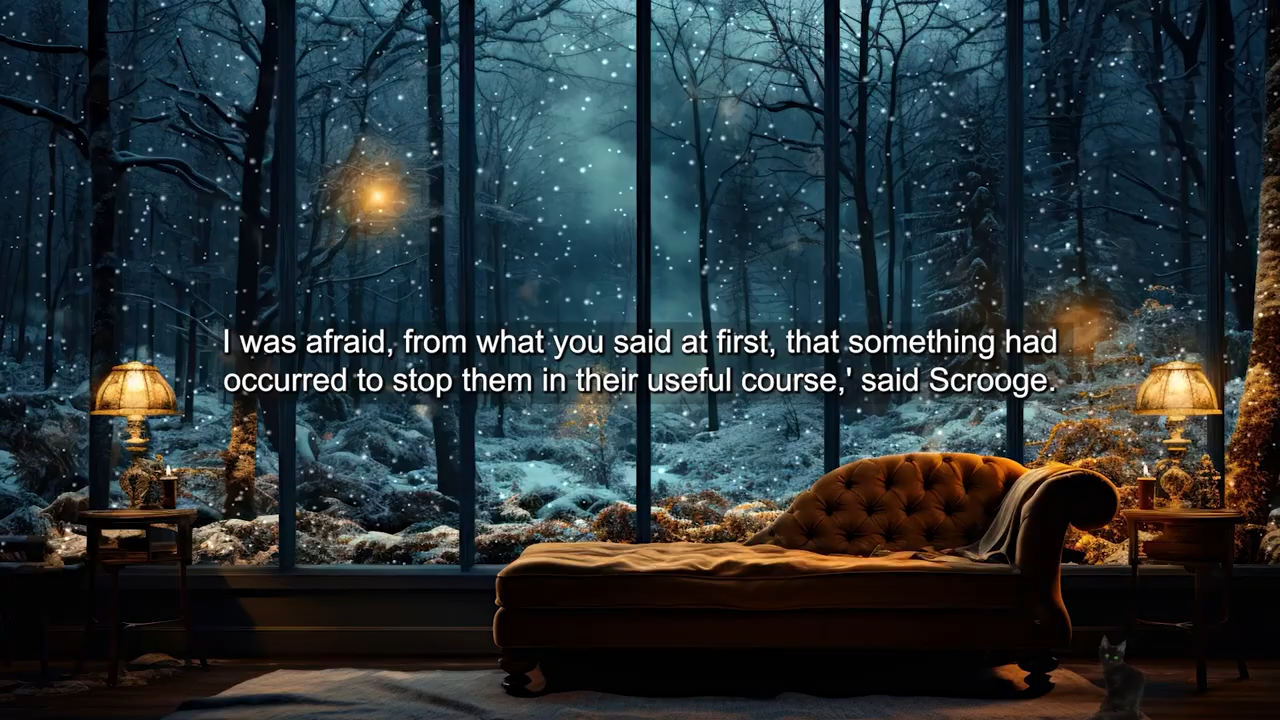 I was afraid, from what you said at first, that something had
occurred to stop them in their useful course,' said Scrooge.